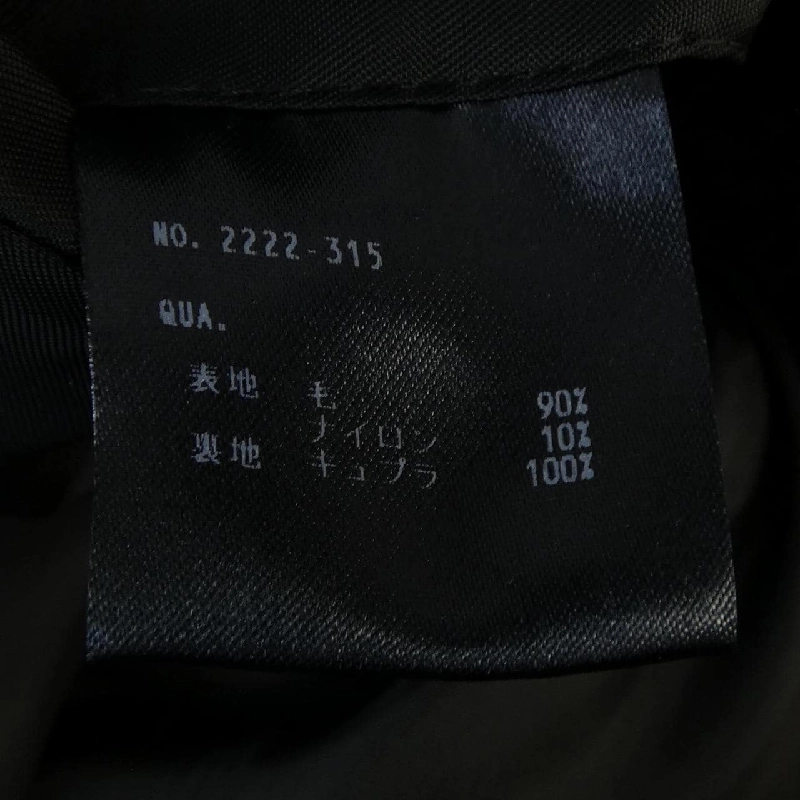 NO. 2222-315
QUA.
表地 毛 90%
ナイロン 10%
裏地 キュプラ 100%